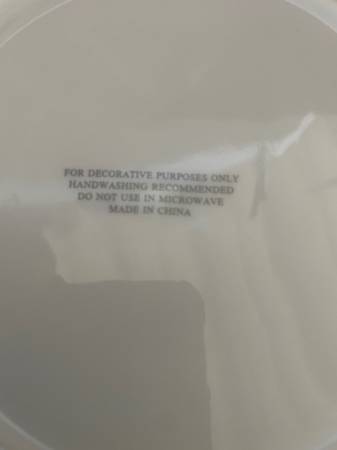 FOR DECORATIVE PURPOSES ONLY
HANDWASHING RECOMMENDED
DO NOT USE IN MICROWAVE
MADE IN CHINA